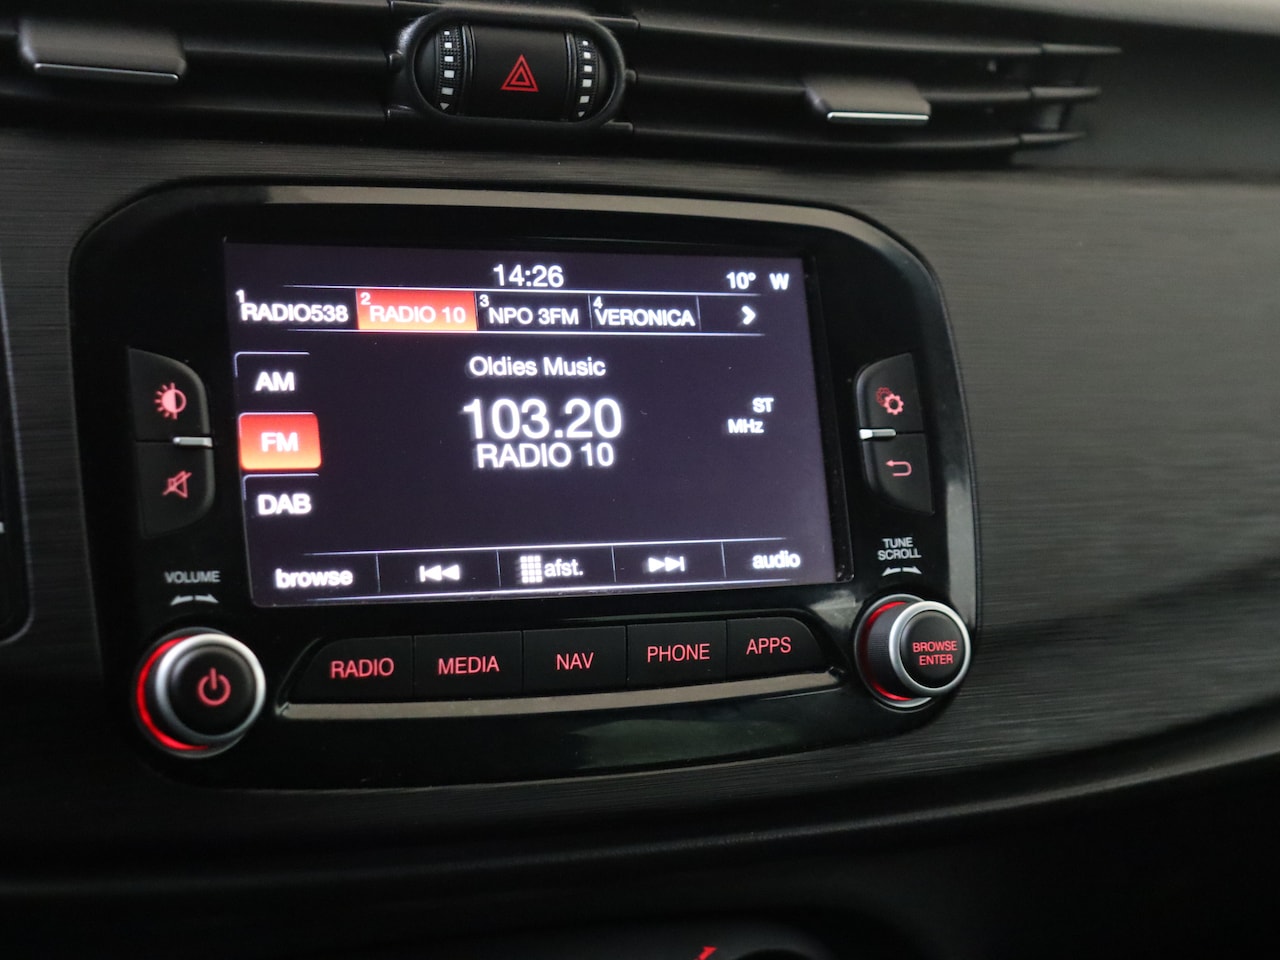 14:26 10° W
1 RADIO538 2 RADIO 10 3 NPO 3FM 4 VERONICA
Oldies Music
AM
103.20 ST
MHz
FM
RADIO 10
DAB
browse afst. audio
VOLUME
TUNE
SCROLL
RADIO MEDIA NAV PHONE APPS
BROWSE
ENTER